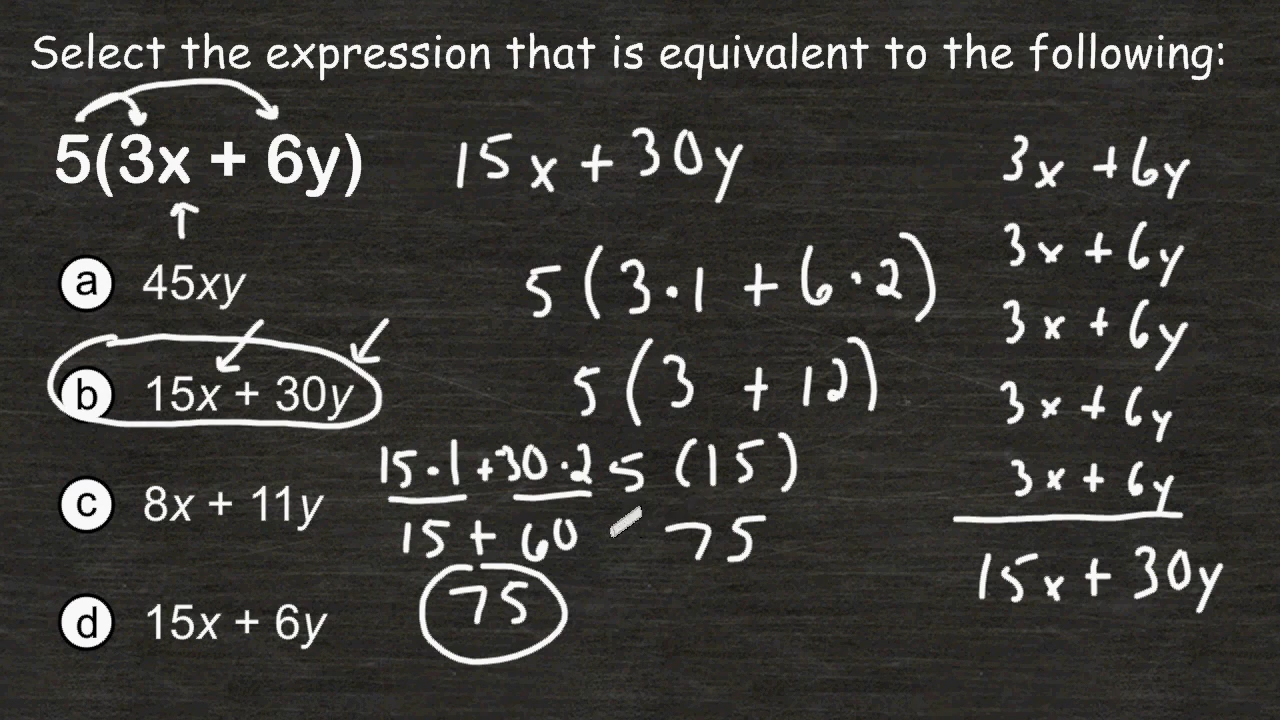 Select the expression that is equivalent to the following:
5(3x + 6y)
15x + 30y
5(3·1 + 6·2)
5(3 + 12)
5(15)
75
a 45xy
b 15x + 30y
c 8x + 11y
d 15x + 6y
15·1 + 30·2
15 + 60
75
3x + 6y
3x + 6y
3x + 6y
3x + 6y
3x + 6y
15x + 30y